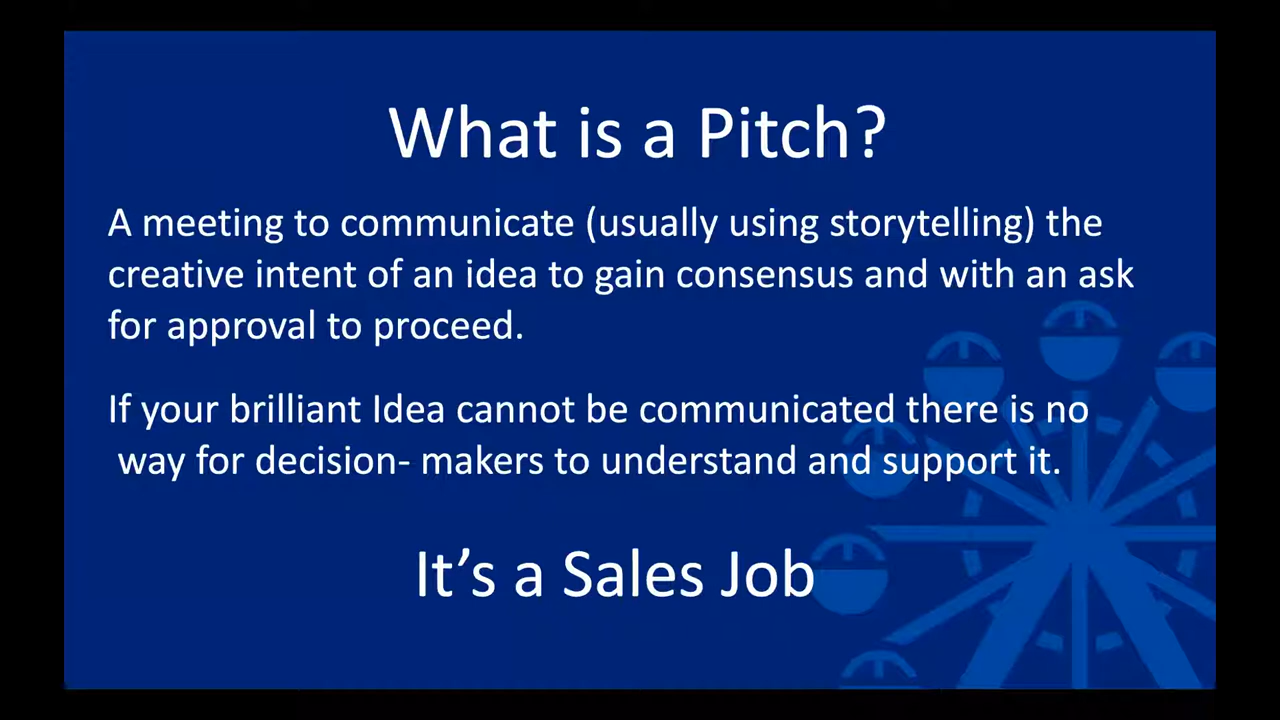 What is a Pitch?
A meeting to communicate (usually using storytelling) the
creative intent of an idea to gain consensus and with an ask
for approval to proceed.
If your brilliant Idea cannot be communicated there is no
way for decision- makers to understand and support it.
It’s a Sales Job